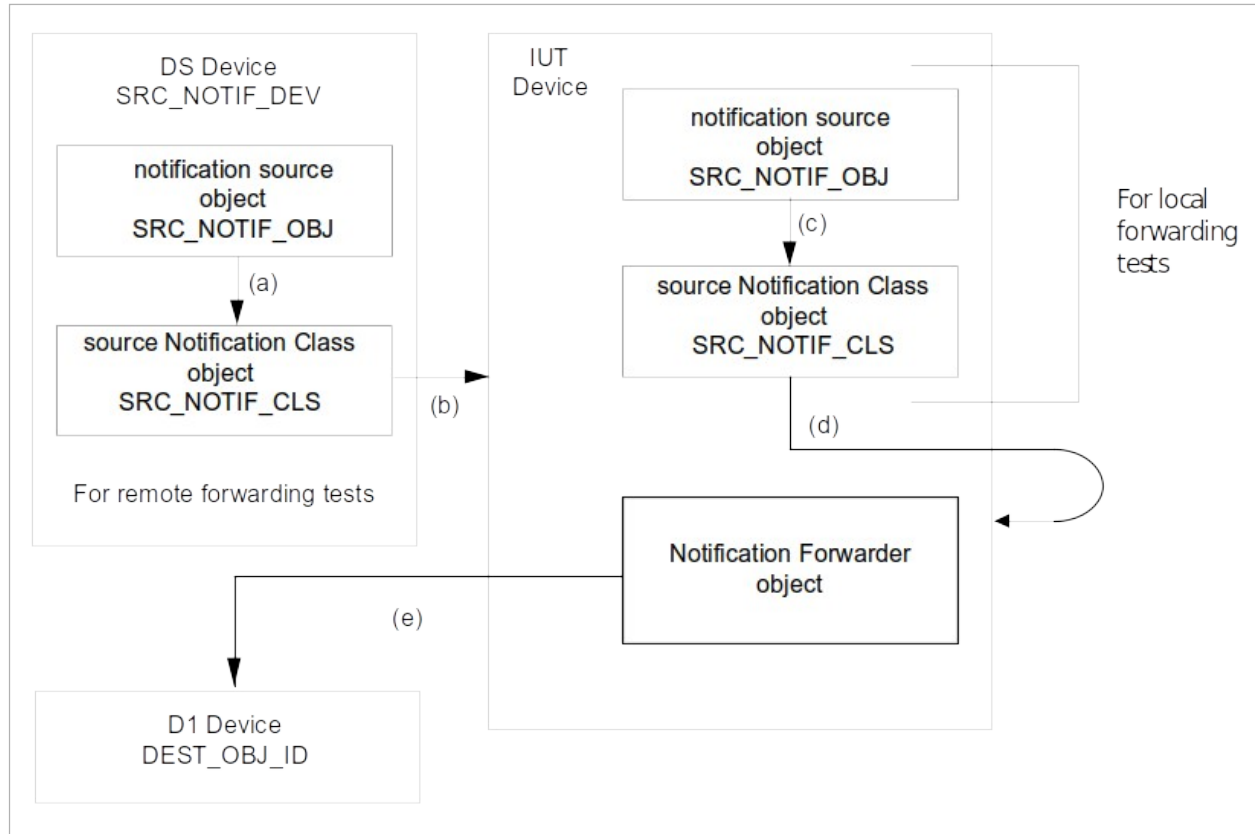 DS Device
SRC_NOTIF_DEV
notification source
object
SRC_NOTIF_OBJ
(a)
source Notification Class
object
SRC_NOTIF_CLS
(b)
For remote forwarding tests
IUT
Device
notification source
object
SRC_NOTIF_OBJ
(c)
source Notification Class
object
SRC_NOTIF_CLS
(d)
For local
forwarding
tests
Notification Forwarder
object
(e)
D1 Device
DEST_OBJ_ID